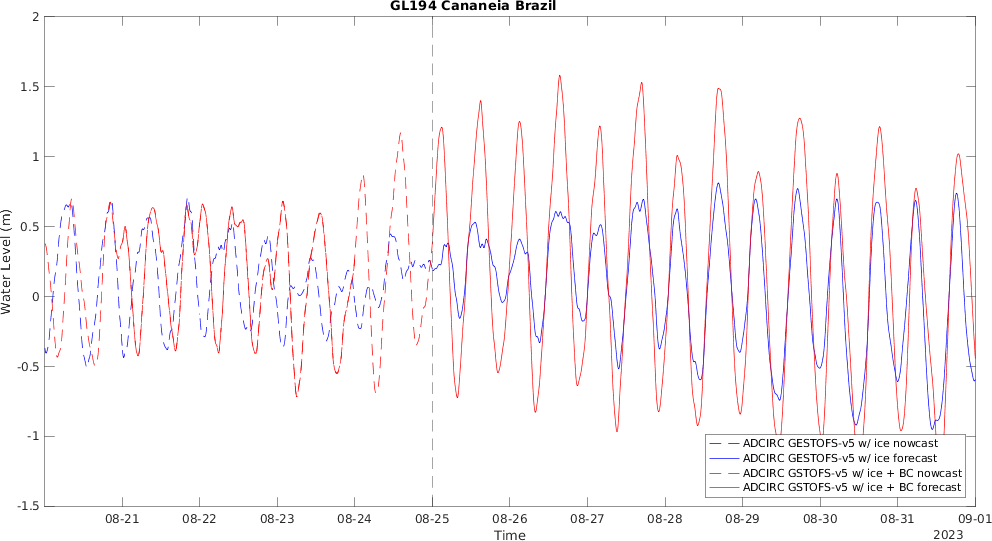 GL194 Cananeia Brazil
2
1.5
1
0.5
0
-0.5
-1
-1.5
Water Level (m)
ADCIRC GESTOFS-v5 w/ ice nowcast
ADCIRC GESTOFS-v5 w/ ice forecast
ADCIRC GSTOFS-v5 w/ ice + BC nowcast
ADCIRC GSTOFS-v5 w/ ice + BC forecast
08-21 08-22 08-23 08-24 08-25 08-26 08-27 08-28 08-29 08-30 08-31 09-01
Time
2023